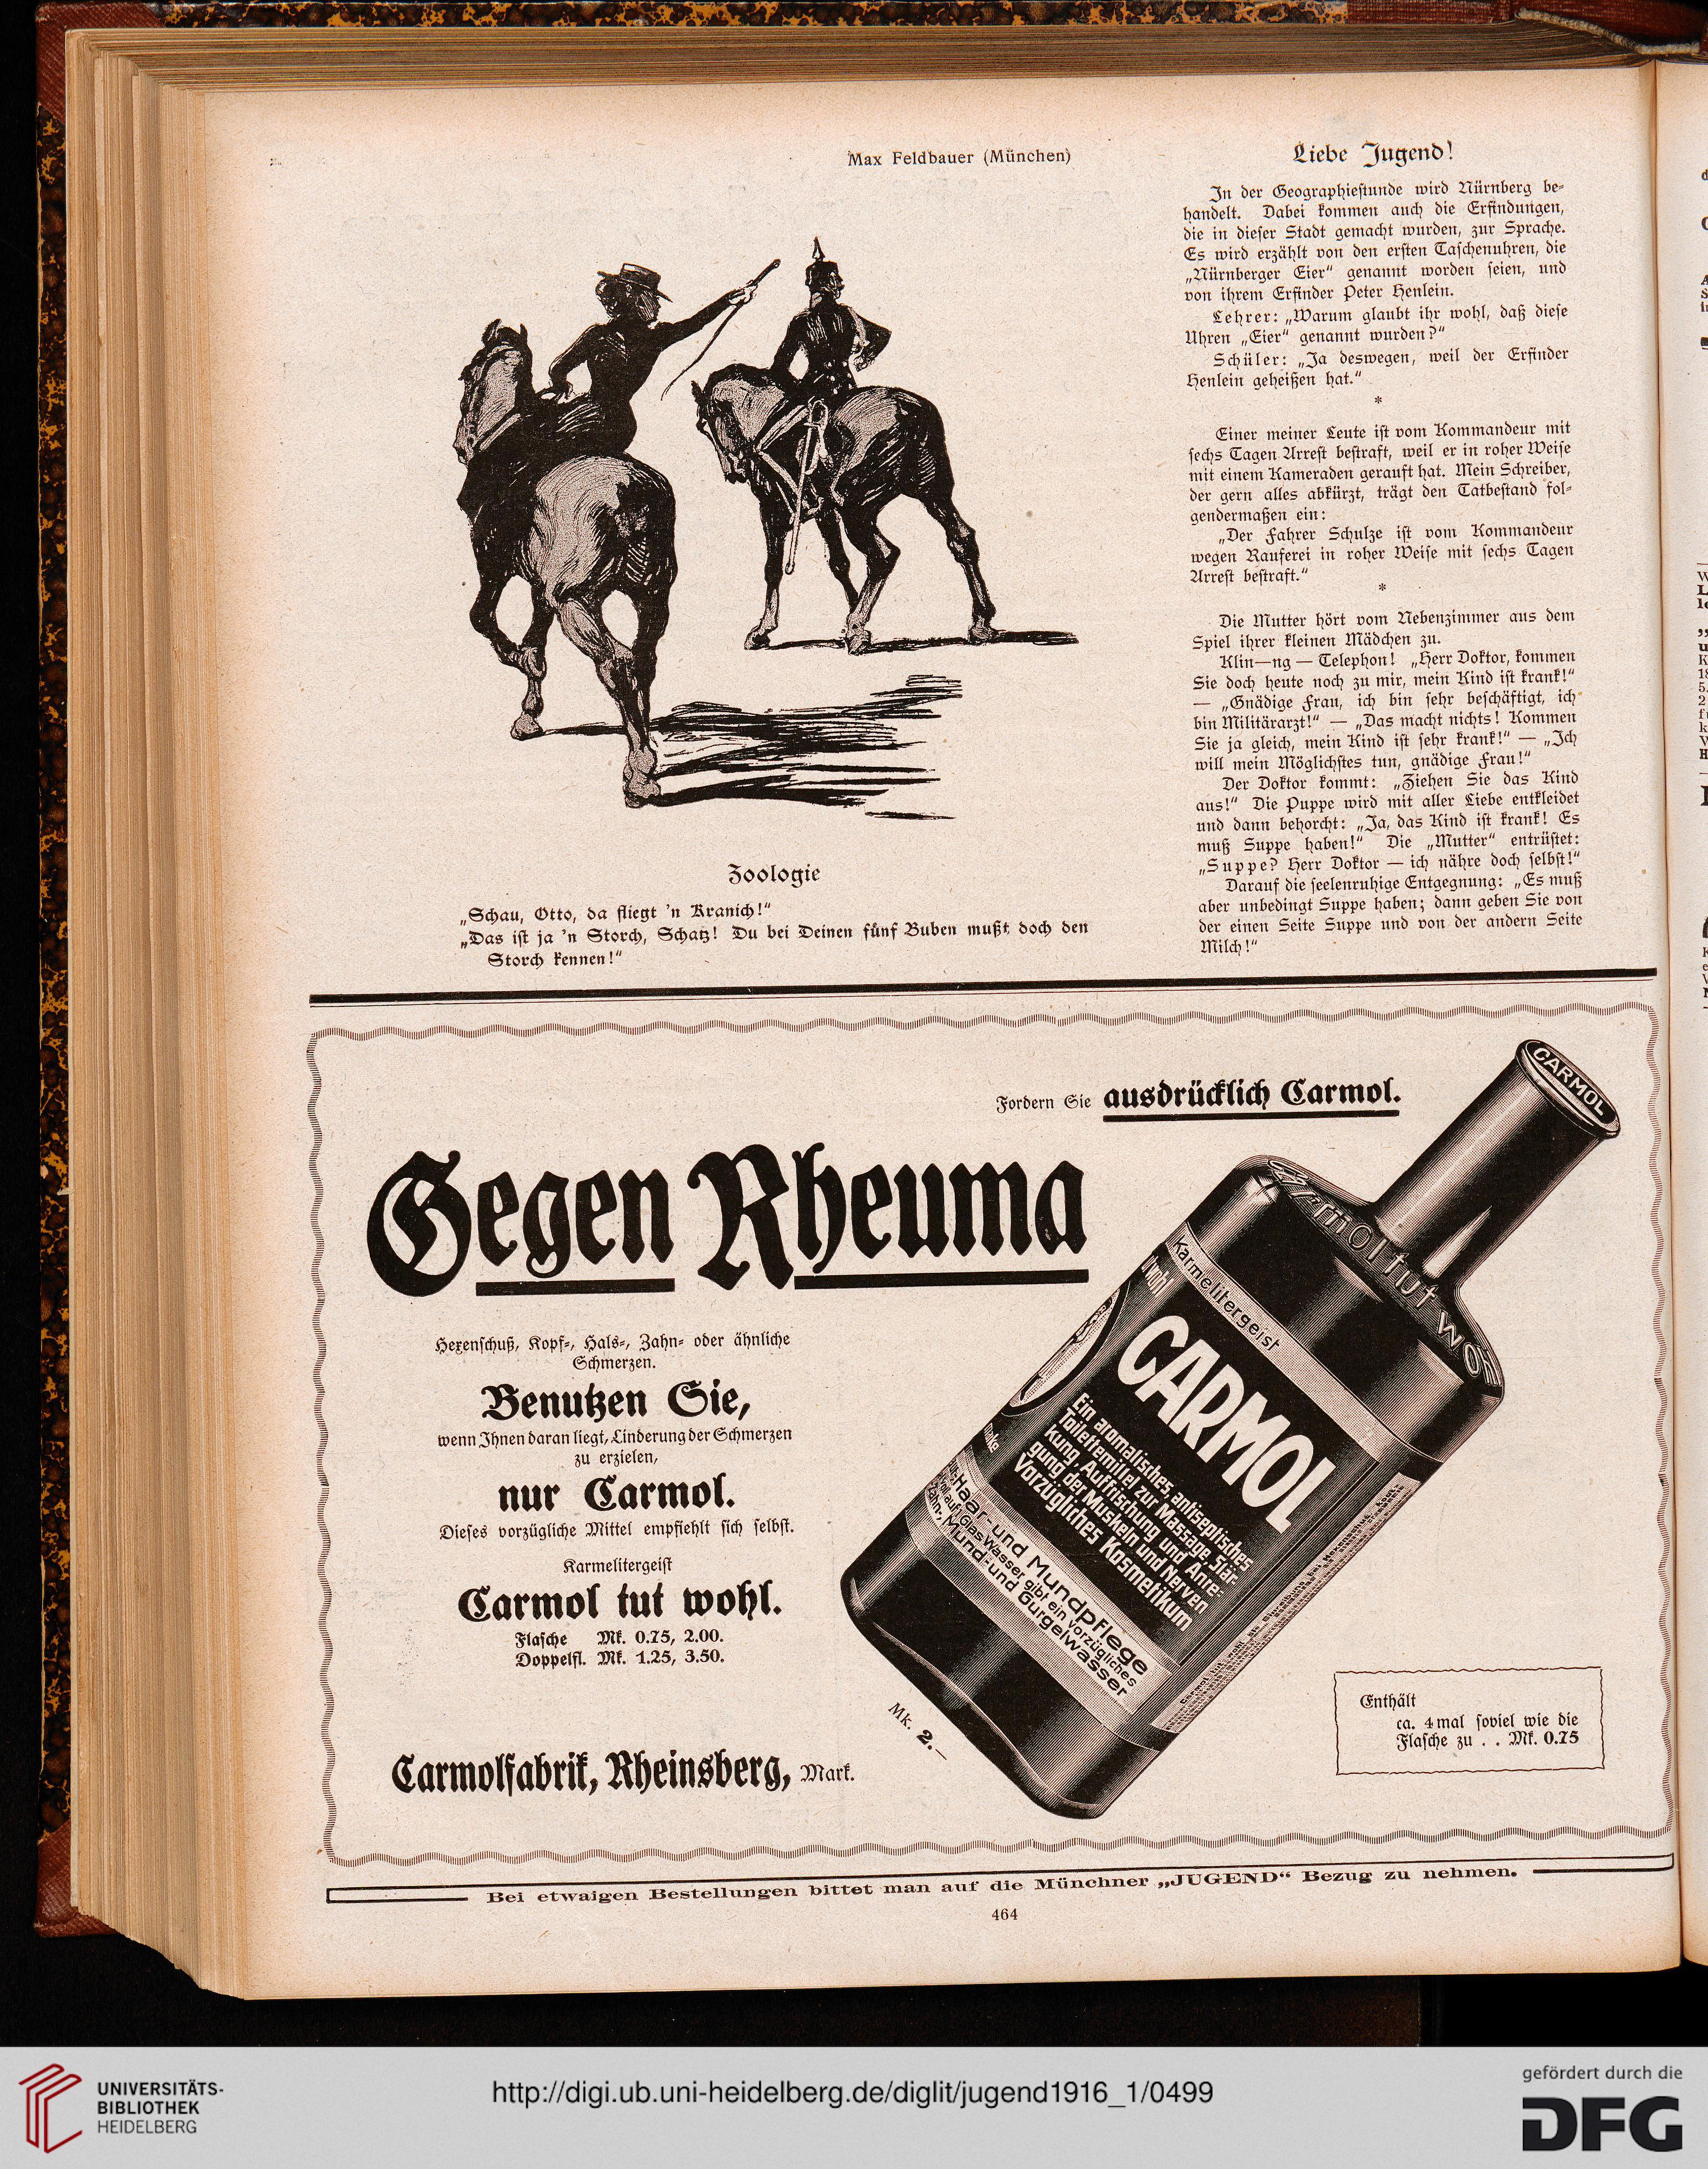 Max Feldbauer (München)
Zoologie
„Schau, Otto, da fliegt 'n Kranich!“
„Das ist ja 'n Storch, Schatz! Du bei Deinen fünf Buben mußt doch den
Storch kennen!“
Liebe Jugend!
In der Geographiestunde wird Nürnberg be-
handelt. Dabei kommen auch die Erfindungen,
die in dieser Stadt gemacht wurden, zur Sprache.
Es wird erzählt von den ersten Taschenuhren, die
„Nürnberger Eier“ genannt worden seien, und
von ihrem Erfinder Peter Henlein.
Lehrer: „Warum glaubt ihr wohl, daß diese
Uhren „Eier“ genannt wurden?“
Schüler: „Ja deswegen, weil der Erfinder
Henlein geheißen hat.“
*
Einer meiner Leute ist vom Kommandeur mit
sechs Tagen Arrest bestraft, weil er in roher Weise
mit einem Kameraden gerauft hat. Mein Schreiber,
der gern alles abkürzt, trägt den Tatbestand fol-
gendermaßen ein:
„Der Fahrer Schulze ist vom Kommandeur
wegen Rauferei in roher Weise mit sechs Tagen
Arrest bestraft.“
*
Die Mutter hört vom Nebenzimmer aus dem
Spiel ihrer kleinen Mädchen zu.
Klin—ng — Telephon! „Herr Doktor, kommen
Sie doch heute noch zu mir, mein Kind ist krank!“
— „Gnädige Frau, ich bin sehr beschäftigt, ich
bin Militärarzt!“ — „Das macht nichts! Kommen
Sie ja gleich, mein Kind ist sehr krank!“ — „Ich
will mein Möglichstes tun, gnädige Frau!“
Der Doktor kommt: „Ziehen Sie das Kind
aus!“ Die Puppe wird mit aller Liebe entkleidet
und dann behorcht: „Ja, das Kind ist krank! Es
muß Suppe haben!“ Die „Mutter“ entrüstet:
„Suppe? Herr Doktor — ich nähre doch selbst!“
Darauf die seelenruhige Entgegnung: „Es muß
aber unbedingt Suppe haben; dann geben Sie von
der einen Seite Suppe und von der andern Seite
Milch!“
Fordern Sie ausdrücklich Carmol.
Gegen Rheuma
Hexenschuß, Kopf-, Hals-, Zahn- oder ähnliche
Schmerzen.
Benutzen Sie,
wenn Ihnen daran liegt, Linderung der Schmerzen
zu erzielen,
nur Carmol.
Dieses vorzügliche Mittel empfiehlt sich selbst.
Karmelitergeist
Carmol tut wohl.
Flasche Mk. 0.75, 2.00.
Doppelfl. Mk. 1.25, 3.50.
Carmolfabrik, Rheinsberg, Mark.
CARMOL
Carmol tut wohl
Karmelitergeist
CARMOL
Ein aromatisches, antiseptisches
Toilettemittel zur Massage, Stär-
kung, Auffrischung und Anre-
gung der Muskeln und Nerven
Vorzügliches Kosmetikum
Haar- und Mundpflege
auf 1 Glas Wasser gibt ein vorzügliches
Zahn-, Mund- und Gurgelwasser
Mk. 2.—
Enthält
ca. 4 mal soviel wie die
Flasche zu . . Mk. 0.75
Bei etwaigen Bestellungen bittet man auf die Münchner „JUGEND“ Bezug zu nehmen.
464
UNIVERSITÄTS-
BIBLIOTHEK
HEIDELBERG
http://digi.ub.uni-heidelberg.de/diglit/jugend1916_1/0499
gefördert durch die
DFG